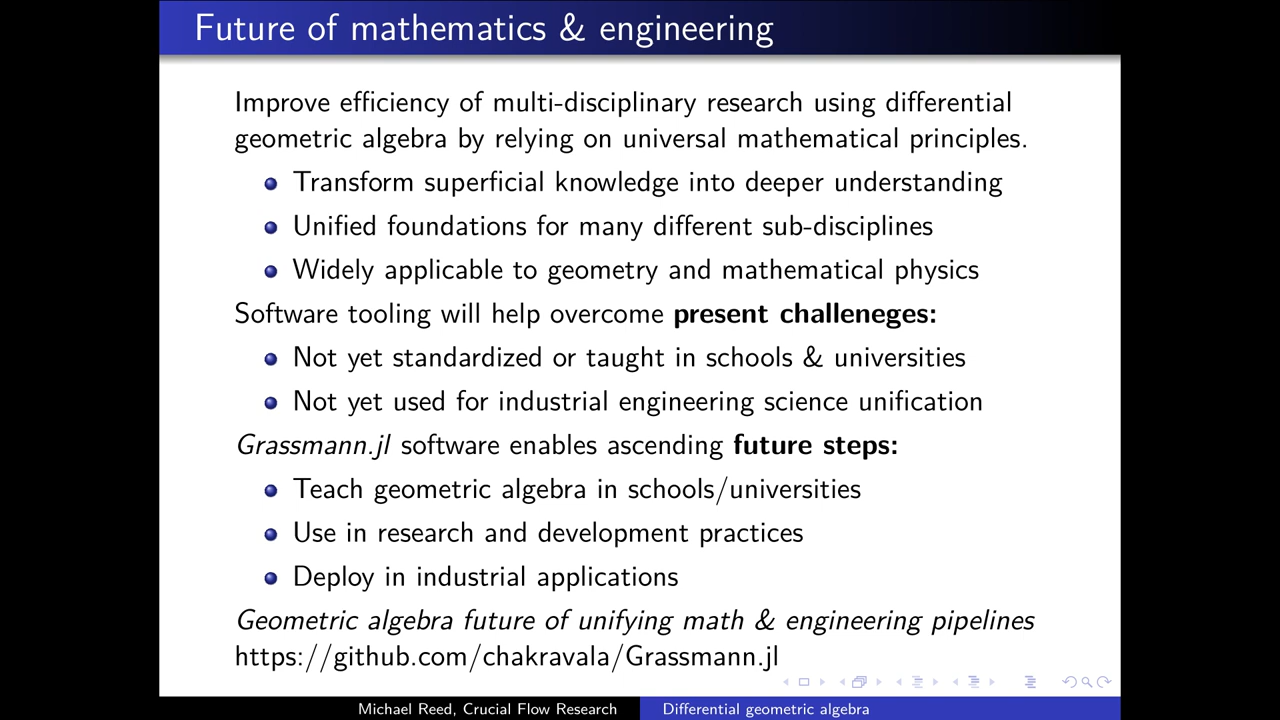 Future of mathematics & engineering
Improve efficiency of multi-disciplinary research using differential
geometric algebra by relying on universal mathematical principles.
Transform superficial knowledge into deeper understanding
Unified foundations for many different sub-disciplines
Widely applicable to geometry and mathematical physics
Software tooling will help overcome present challeneges:
Not yet standardized or taught in schools & universities
Not yet used for industrial engineering science unification
Grassmann.jl software enables ascending future steps:
Teach geometric algebra in schools/universities
Use in research and development practices
Deploy in industrial applications
Geometric algebra future of unifying math & engineering pipelines
https://github.com/chakravala/Grassmann.jl
Michael Reed, Crucial Flow Research
Differential geometric algebra